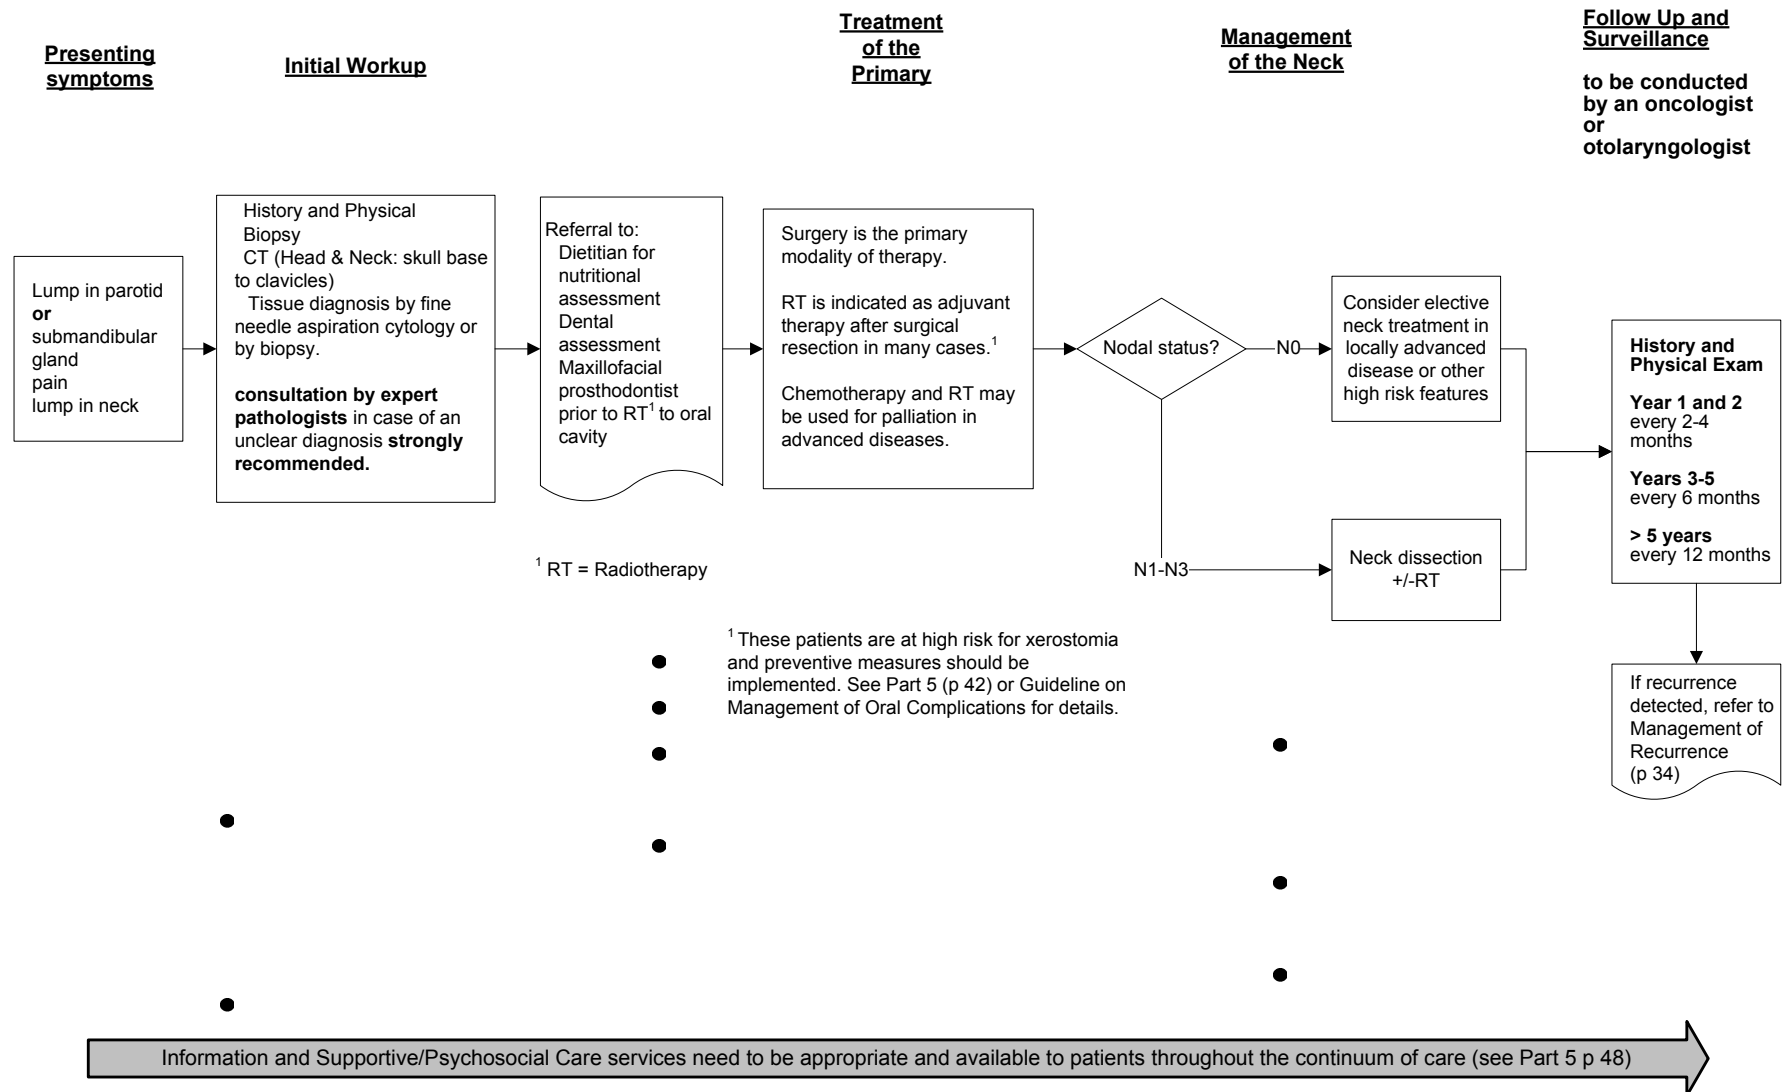 Presenting
symptoms
Initial Workup
Treatment
of the
Primary
Management
of the Neck
Follow Up and
Surveillance
to be conducted
by an oncologist
or
otolaryngologist
Lump in parotid
or
submandibular
gland
pain
lump in neck
History and Physical
Biopsy
CT (Head & Neck: skull base
to clavicles)
Tissue diagnosis by fine
needle aspiration cytology or
by biopsy.
consultation by expert
pathologists in case of an
unclear diagnosis strongly
recommended.
Referral to:
Dietitian for
nutritional
assessment
Dental
assessment
Maxillofacial
prosthodontist
prior to RT¹ to oral
cavity
Surgery is the primary
modality of therapy.
RT is indicated as adjuvant
therapy after surgical
resection in many cases.¹
Chemotherapy and RT may
be used for palliation in
advanced diseases.
Nodal status?
N0
Consider elective
neck treatment in
locally advanced
disease or other
high risk features
N1-N3
Neck dissection
+/-RT
History and
Physical Exam
Year 1 and 2
every 2-4
months
Years 3-5
every 6 months
> 5 years
every 12 months
If recurrence
detected, refer to
Management of
Recurrence
(p 34)
¹ RT = Radiotherapy
¹ These patients are at high risk for xerostomia
and preventive measures should be
implemented. See Part 5 (p 42) or Guideline on
Management of Oral Complications for details.
Information and Supportive/Psychosocial Care services need to be appropriate and available to patients throughout the continuum of care (see Part 5 p 48)